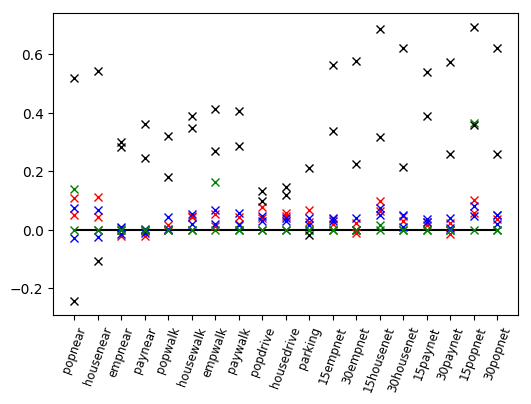 0.6
0.4
0.2
0.0
−0.2
popnear
housenear
empnear
paynear
popwalk
housewalk
empwalk
paywalk
popdrive
housedrive
parking
15empnet
30empnet
15housenet
30housenet
15paynet
30paynet
15popnet
30popnet